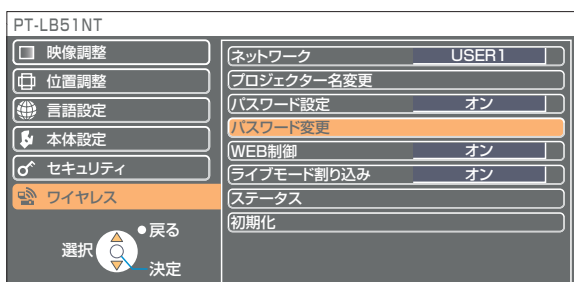 PT-LB51NT
映像調整
位置調整
言語設定
本体設定
セキュリティ
ワイヤレス
戻る
選択
決定
ネットワーク USER1
プロジェクター名変更
パスワード設定 オン
パスワード変更
WEB制御 オン
ライブモード割り込み オン
ステータス
初期化